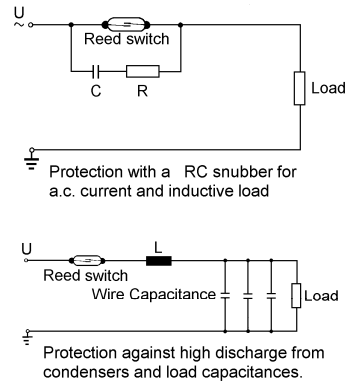 U
~
Reed switch
C R
Load
Protection with a RC snubber for
a.c. current and inductive load
U
L
Reed switch
Wire Capacitance
Load
Protection against high discharge from
condensers and load capacitances.